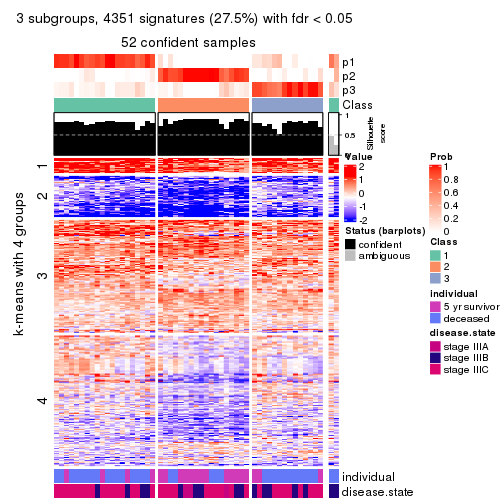 3 subgroups, 4351 signatures (27.5%) with fdr < 0.05
52 confident samples
p1
p2
p3
Class
1
0.5
0
Silhouette
score
k-means with 4 groups
1
2
3
4
Value
2
1
0
-1
-2
Status (barplots)
confident
ambiguous
Prob
1
0.8
0.6
0.4
0.2
0
Class
1
2
3
individual
5 yr survivor
deceased
disease.state
stage IIIA
stage IIIB
stage IIIC
individual
disease.state